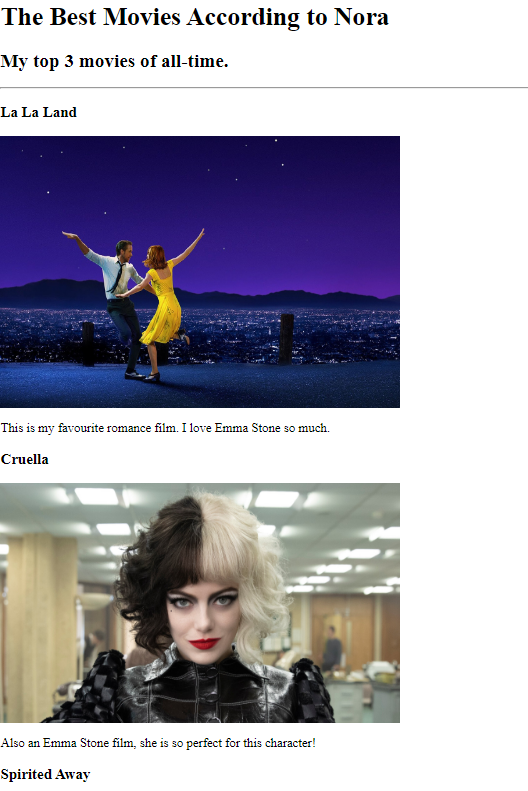 The Best Movies According to Nora
My top 3 movies of all-time.
La La Land
This is my favourite romance film. I love Emma Stone so much.
Cruella
Also an Emma Stone film, she is so perfect for this character!
Spirited Away